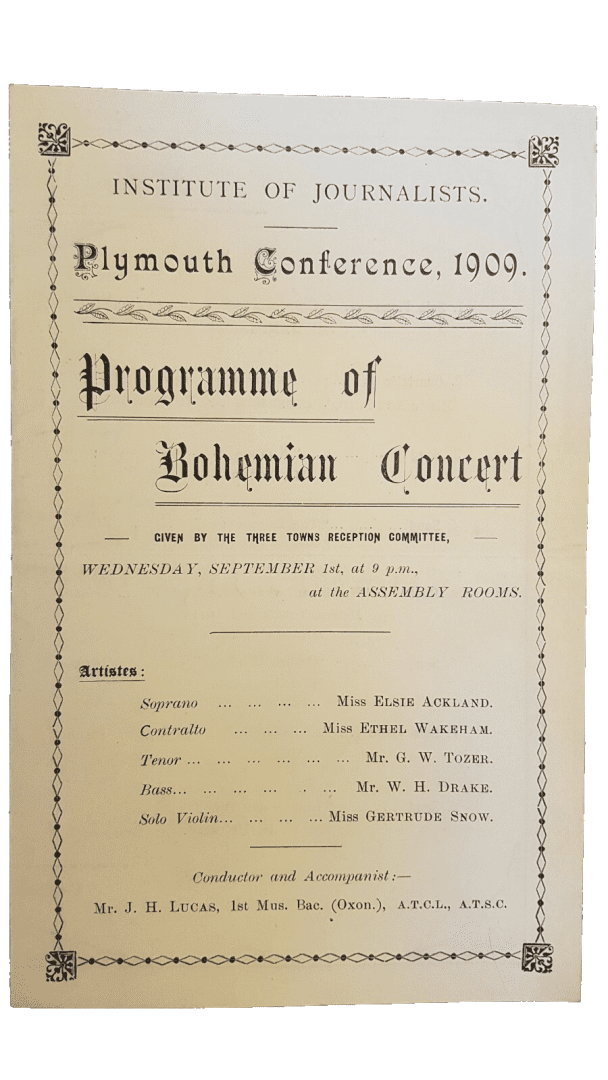 INSTITUTE OF JOURNALISTS.
Plymouth Conference, 1909.
Programme of
Bohemian Concert
GIVEN BY THE THREE TOWNS RECEPTION COMMITTEE,
WEDNESDAY, SEPTEMBER 1st, at 9 p.m.,
at the ASSEMBLY ROOMS.
Artistes:
Soprano ... ... ... ... Miss ELSIE ACKLAND.
Contralto ... ... ... Miss ETHEL WAKEHAM.
Tenor ... ... ... ... ... ... Mr. G. W. TOZER.
Bass... ... ... ... . ... Mr. W. H. DRAKE.
Solo Violin... ... ... ... Miss GERTRUDE SNOW.
Conductor and Accompanist:—
Mr. J. H. LUCAS, 1st Mus. Bac. (Oxon.), A.T.C.L., A.T.S.C.